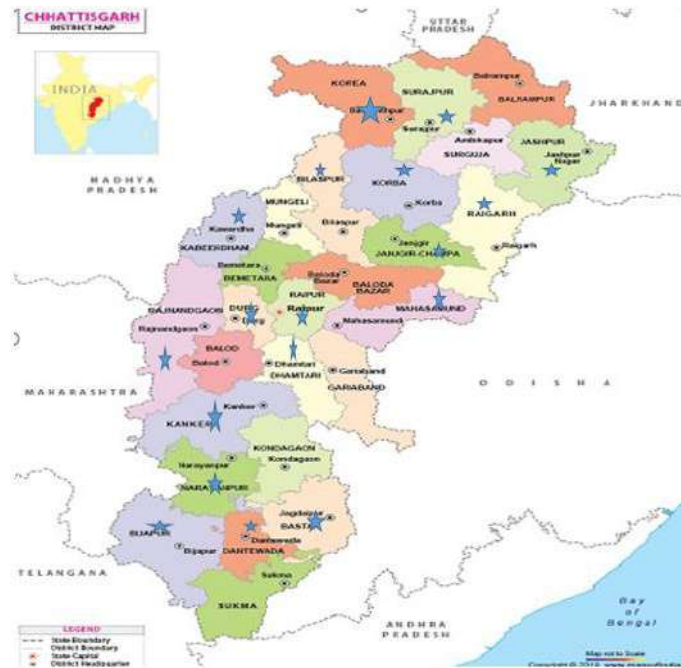 CHHATTISGARH
DISTRICT MAP
UTTAR
PRADESH
INDIA
KOREA
SURAJPUR
Balrampur
BALRAMPUR
JHARKHAND
Surajpur
Ambikapur
SURGUJA
JASHPUR
Jashpur
Nagar
MADHYA
PRADESH
BILASPUR
KORBA
Korba
MUNGELI
Mungeli
Bilaspur
RAIGARH
Raigarh
Kawardha
KABEERDHAM
Janjgir
JANJGIR-CHAMPA
Bemetara
BEMETARA
Baloda
Bazar
BALODA
BAZAR
RAJNANDGAON
Rajnandgaon
DURG
Durg
RAIPUR
Raipur
MAHASAMUND
Mahasamund
BALOD
Balod
Dhamtari
DHAMTARI
Gariaband
GARIABAND
MAHARASHTRA
ODISHA
Kanker
KANKER
KONDAGAON
Kondagaon
Narayanpur
NARAYANPUR
BIJAPUR
Bijapur
Jagdalpur
BASTAR
Dantewada
DANTEWADA
TELANGANA
Sukma
SUKMA
ANDHRA
PRADESH
Bay
of
Bengal
LEGEND
State Boundary
District Boundary
State Capital
District Headquarter
Map not to Scale